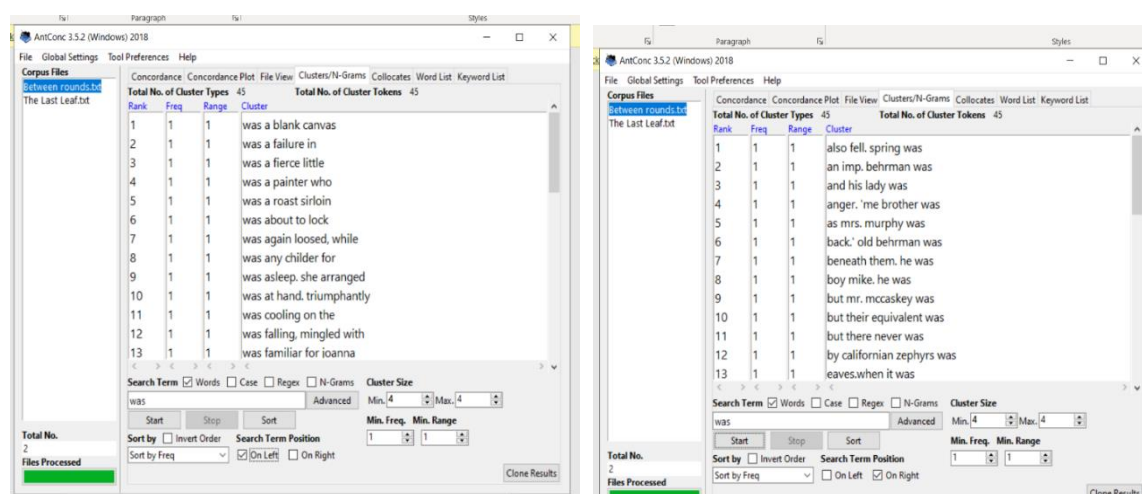 Paragraph Styles
AntConc 3.5.2 (Windows) 2018
File Global Settings Tool Preferences Help
Corpus Files
Between rounds.txt
The Last Leaf.txt
Concordance Concordance Plot File View Clusters/N-Grams Collocates Word List Keyword List
Total No. of Cluster Types 45 Total No. of Cluster Tokens 45
Rank Freq Range Cluster
1 1 1 was a blank canvas
2 1 1 was a failure in
3 1 1 was a fierce little
4 1 1 was a painter who
5 1 1 was a roast sirloin
6 1 1 was about to lock
7 1 1 was again loosed, while
8 1 1 was any childer for
9 1 1 was asleep. she arranged
10 1 1 was at hand. triumphantly
11 1 1 was cooling on the
12 1 1 was falling, mingled with
13 1 1 was familiar for joanna
Search Term Words Case Regex N-Grams Cluster Size
was Advanced Min. 4 Max. 4
Start Stop Sort Min. Freq. Min. Range
Sort by Invert Order Search Term Position 1 1
Sort by Freq On Left On Right
Clone Results
Total No.
2
Files Processed
Paragraph Styles
AntConc 3.5.2 (Windows) 2018
File Global Settings Tool Preferences Help
Corpus Files
Between rounds.txt
The Last Leaf.txt
Concordance Concordance Plot File View Clusters/N-Grams Collocates Word List Keyword List
Total No. of Cluster Types 45 Total No. of Cluster Tokens 45
Rank Freq Range Cluster
1 1 1 also fell. spring was
2 1 1 an imp. behrman was
3 1 1 and his lady was
4 1 1 anger. 'me brother was
5 1 1 as mrs. murphy was
6 1 1 back.' old behrman was
7 1 1 beneath them. he was
8 1 1 boy mike. he was
9 1 1 but mr. mccaskey was
10 1 1 but their equivalent was
11 1 1 but there never was
12 1 1 by californian zephyrs was
13 1 1 eaves.when it was
Search Term Words Case Regex N-Grams Cluster Size
was Advanced Min. 4 Max. 4
Start Stop Sort Min. Freq. Min. Range
Sort by Invert Order Search Term Position 1 1
Sort by Freq On Left On Right
Clone Results
Total No.
2
Files Processed